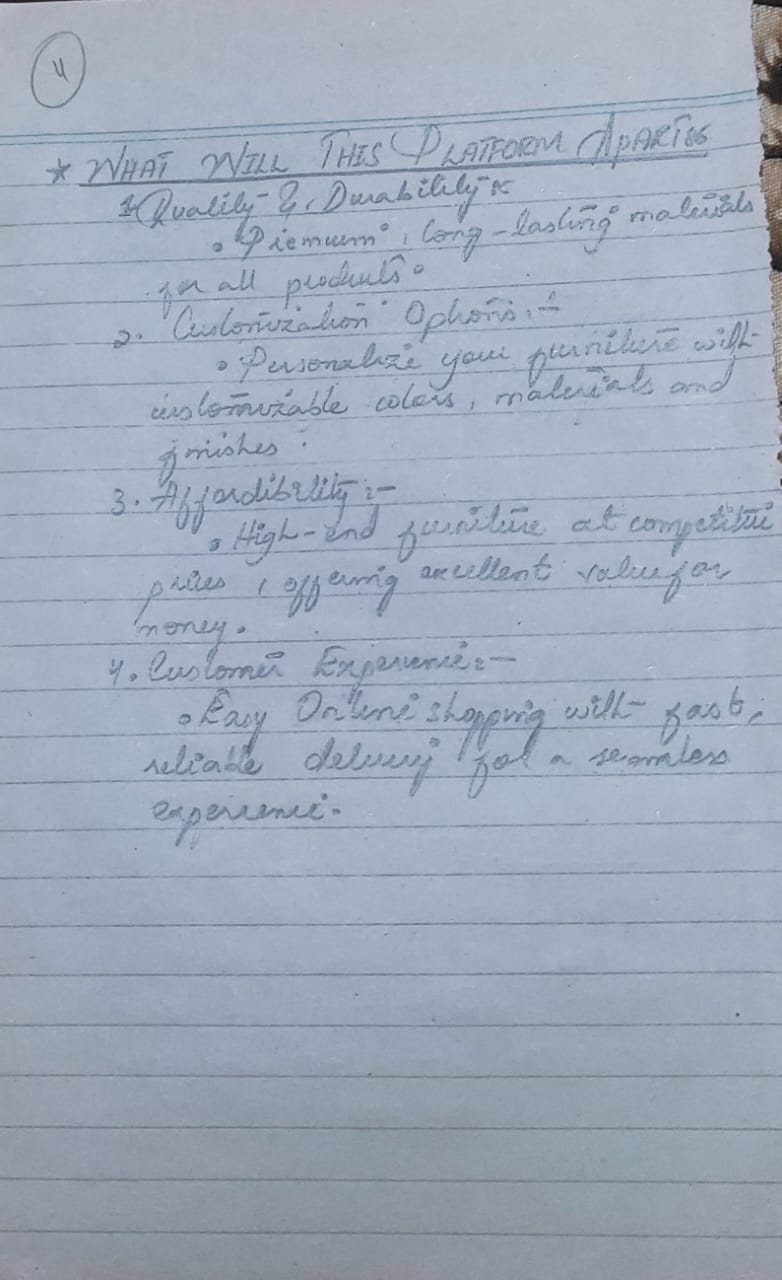 4
* WHAT WILL THIS PLATFORM APART
1. Quality & Durability
• Premium, long-lasting materials
for all products.
2. Customization Options:-
• Personalize your furniture with
customizable colors, materials and
finishes.
3. Affordibility:-
• High-end furniture at competitive
prices, offering excellent value for
money.
4. Customer Experience:-
• Easy Online shopping with fast,
reliable delivery for a seamless
experience.